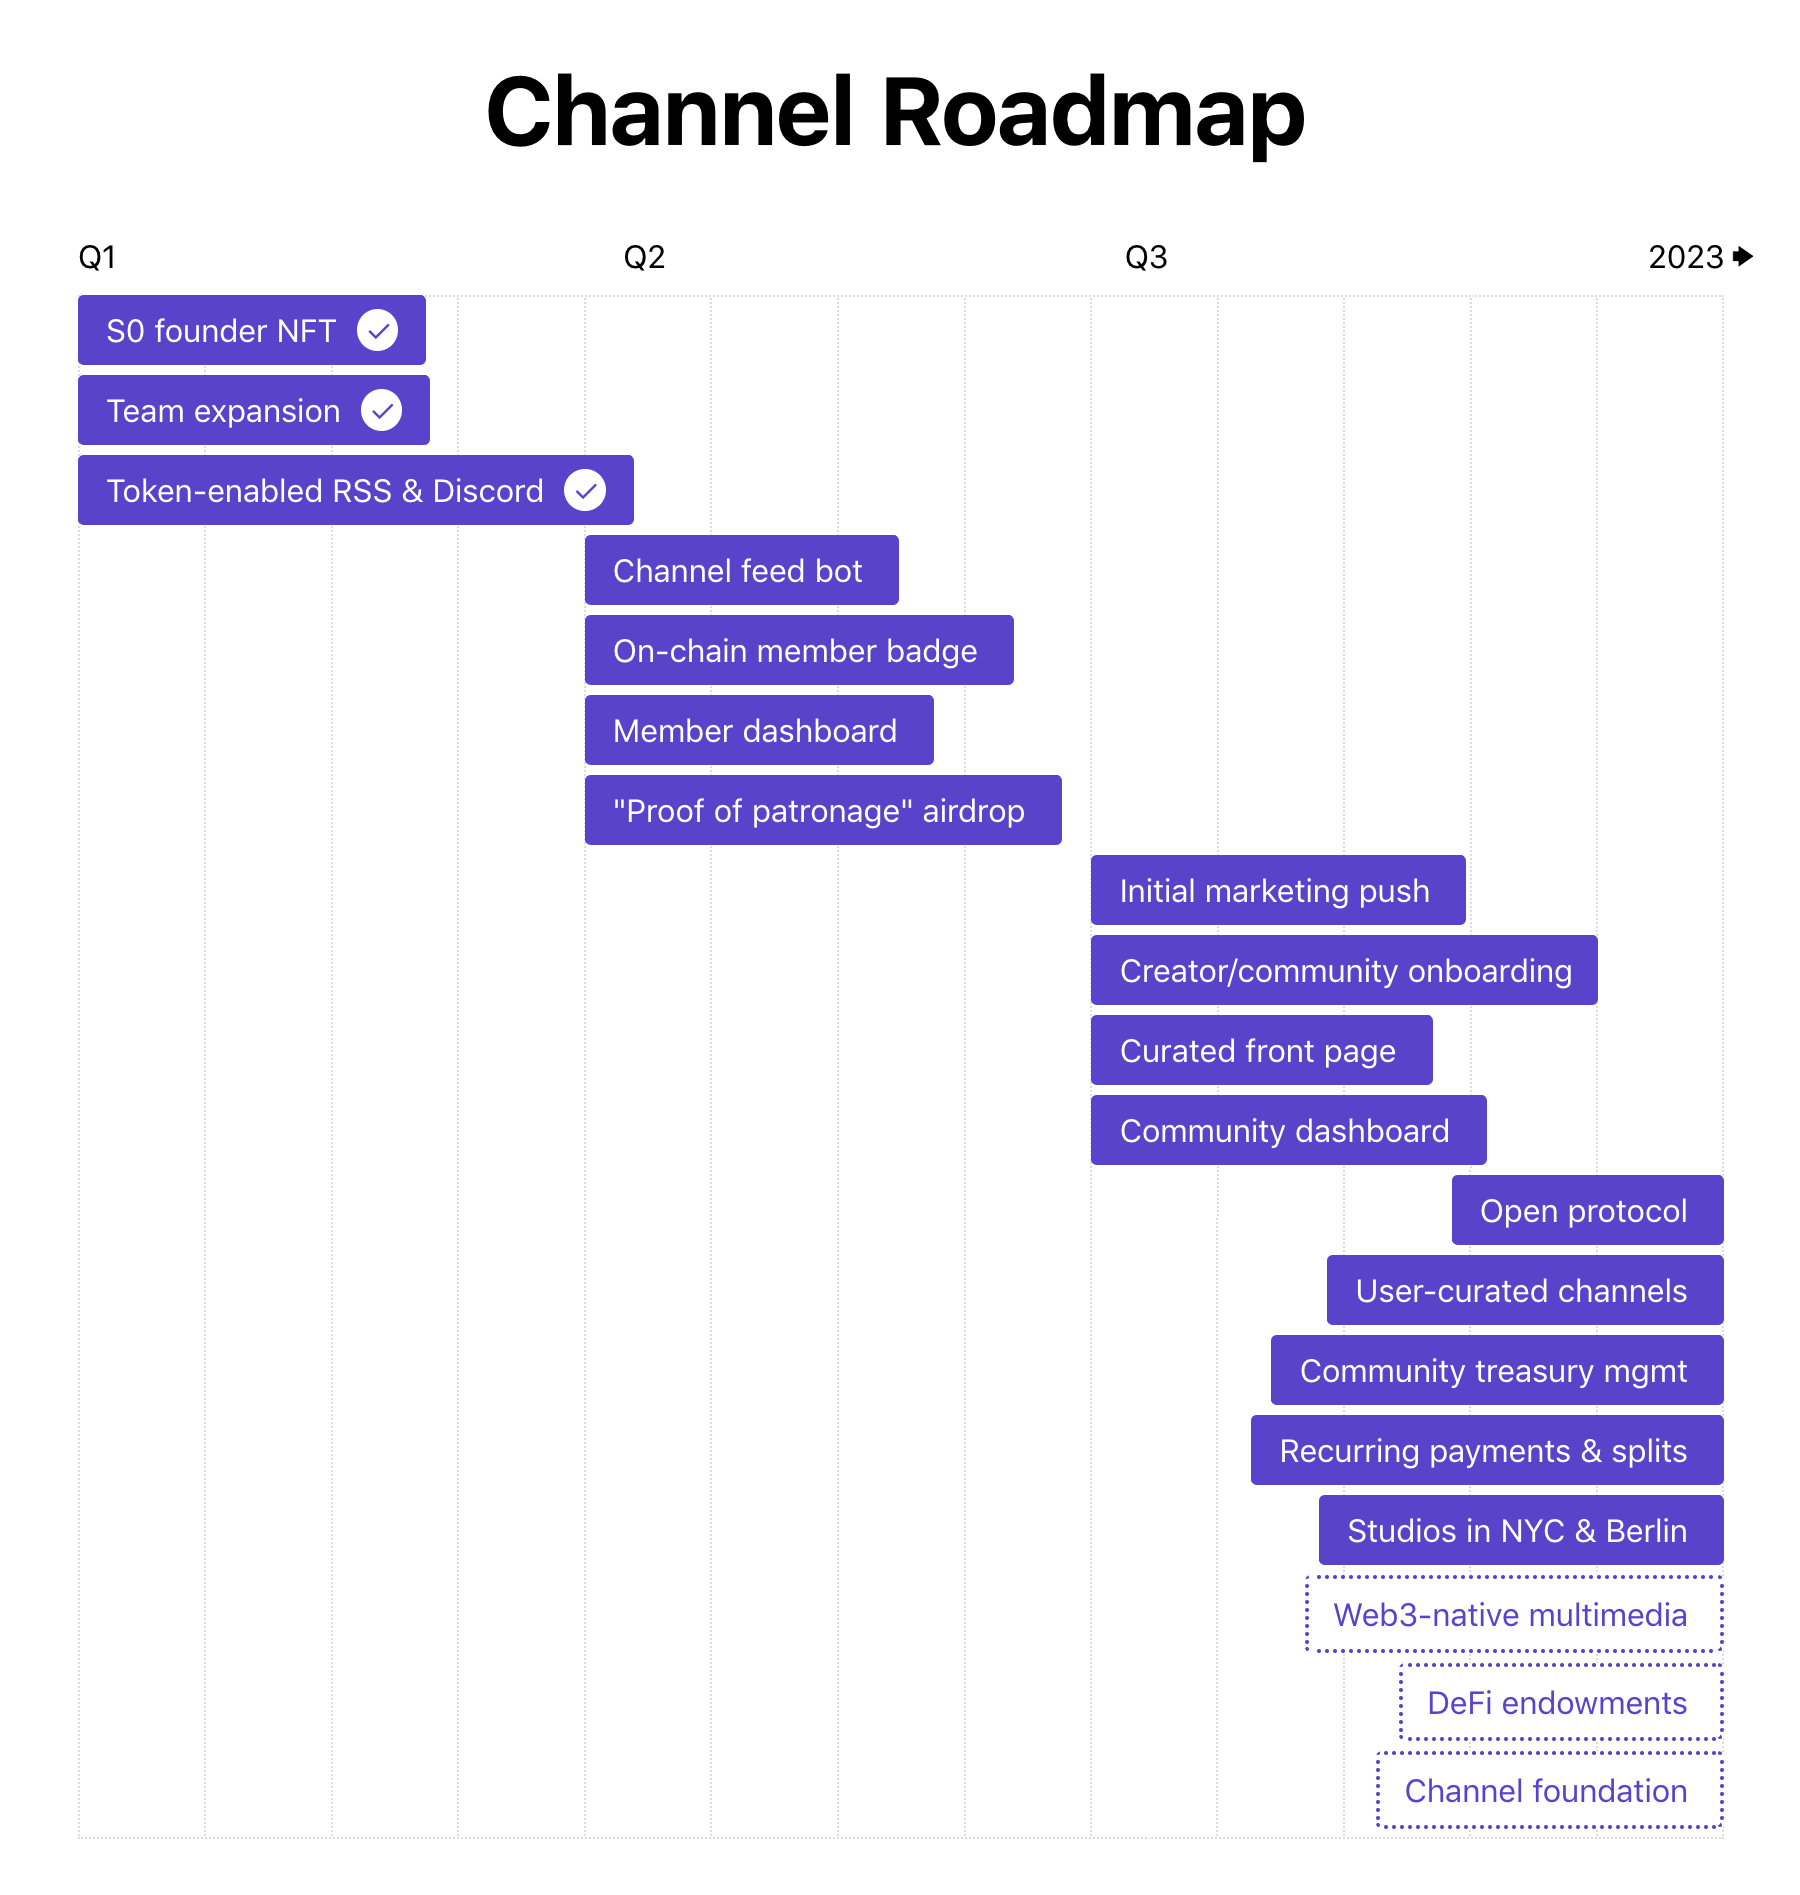 Channel Roadmap
Q1 Q2 Q3 2023
S0 founder NFT
Team expansion
Token-enabled RSS & Discord
Channel feed bot
On-chain member badge
Member dashboard
"Proof of patronage" airdrop
Initial marketing push
Creator/community onboarding
Curated front page
Community dashboard
Open protocol
User-curated channels
Community treasury mgmt
Recurring payments & splits
Studios in NYC & Berlin
Web3-native multimedia
DeFi endowments
Channel foundation